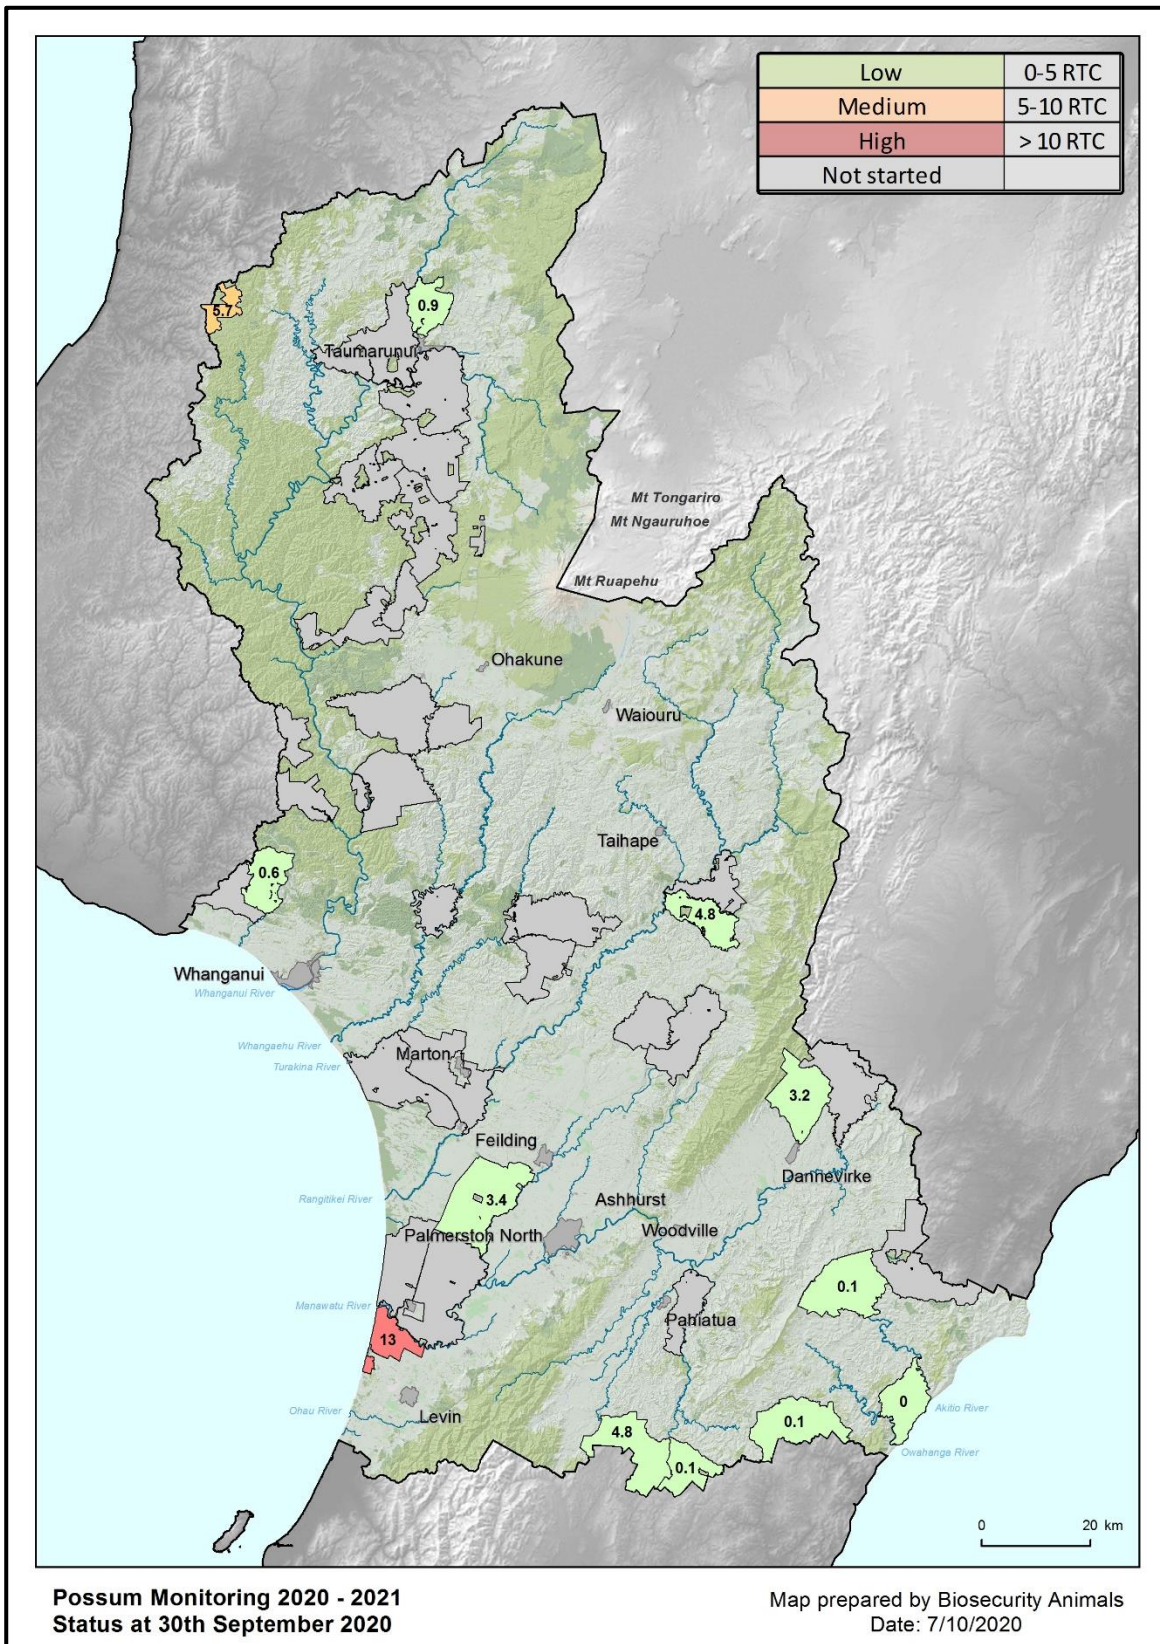 Low 0-5 RTC
Medium 5-10 RTC
High > 10 RTC
Not started
5.7
0.9
Taumarunui
Mt Tongariro
Mt Ngauruhoe
Mt Ruapehu
Ohakune
Waiouru
Taihape
0.6
4.8
Whanganui
Whanganui River
Whangaehu River
Marton
Turakina River
3.2
Feilding
Dannevirke
Rangitikei River
3.4
Ashhurst
Palmerston North
Woodville
0.1
Manawatu River
Pahiatua
13
Ohau River
Levin
0
Akitio River
4.8
0.1
Owahanga River
0.1
0 20 km
Possum Monitoring 2020 - 2021
Status at 30th September 2020
Map prepared by Biosecurity Animals
Date: 7/10/2020